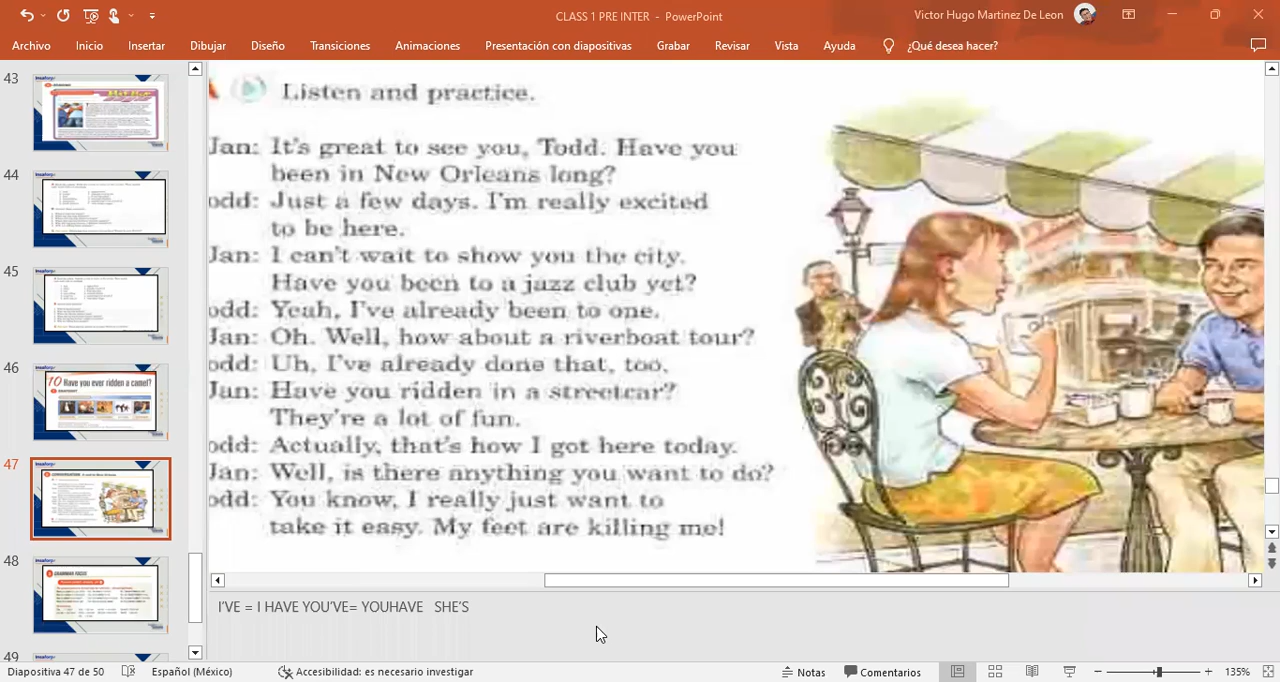 CLASS 1 PRE INTER - PowerPoint
Victor Hugo Martinez De Leon
Archivo Inicio Insertar Dibujar Diseño Transiciones Animaciones Presentación con diapositivas Grabar Revisar Vista Ayuda ¿Qué desea hacer?
43
44
45
46
10 Have you ever ridden a camel?
47
48
GRAMMAR FOCUS
49
Listen and practice.
Jan: It's great to see you, Todd. Have you
been in New Orleans long?
odd: Just a few days. I'm really excited
to be here.
Jan: I can't wait to show you the city.
Have you been to a jazz club yet?
odd: Yeah, I've already been to one.
Jan: Oh. Well, how about a riverboat tour?
odd: Uh, I've already done that, too.
Jan: Have you ridden in a streetcar?
They're a lot of fun.
odd: Actually, that's how I got here today.
Jan: Well, is there anything you want to do?
odd: You know, I really just want to
take it easy. My feet are killing me!
I'VE = I HAVE YOU'VE= YOUHAVE SHE'S
Diapositiva 47 de 50 Español (México) Accesibilidad: es necesario investigar Notas Comentarios 135%